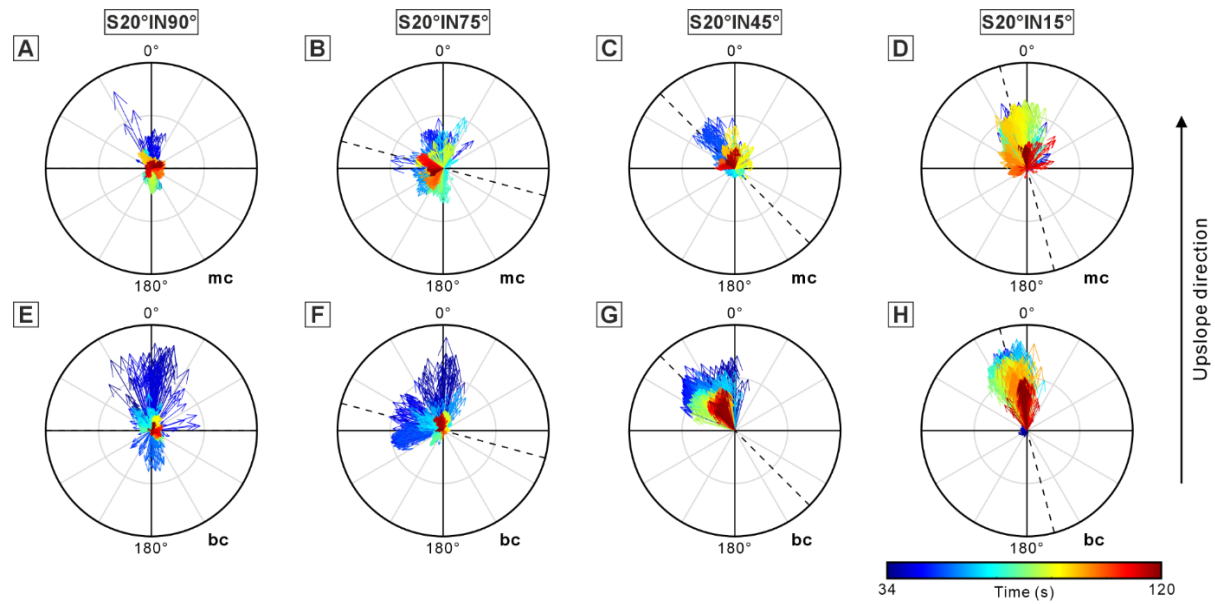 S20°IN90°
S20°IN75°
S20°IN45°
S20°IN15°
A
0°
B
0°
C
0°
D
0°
180°
mc
180°
mc
180°
mc
180°
mc
E
0°
F
0°
G
0°
H
0°
180°
bc
180°
bc
180°
bc
180°
bc
Upslope direction
34
Time (s)
120